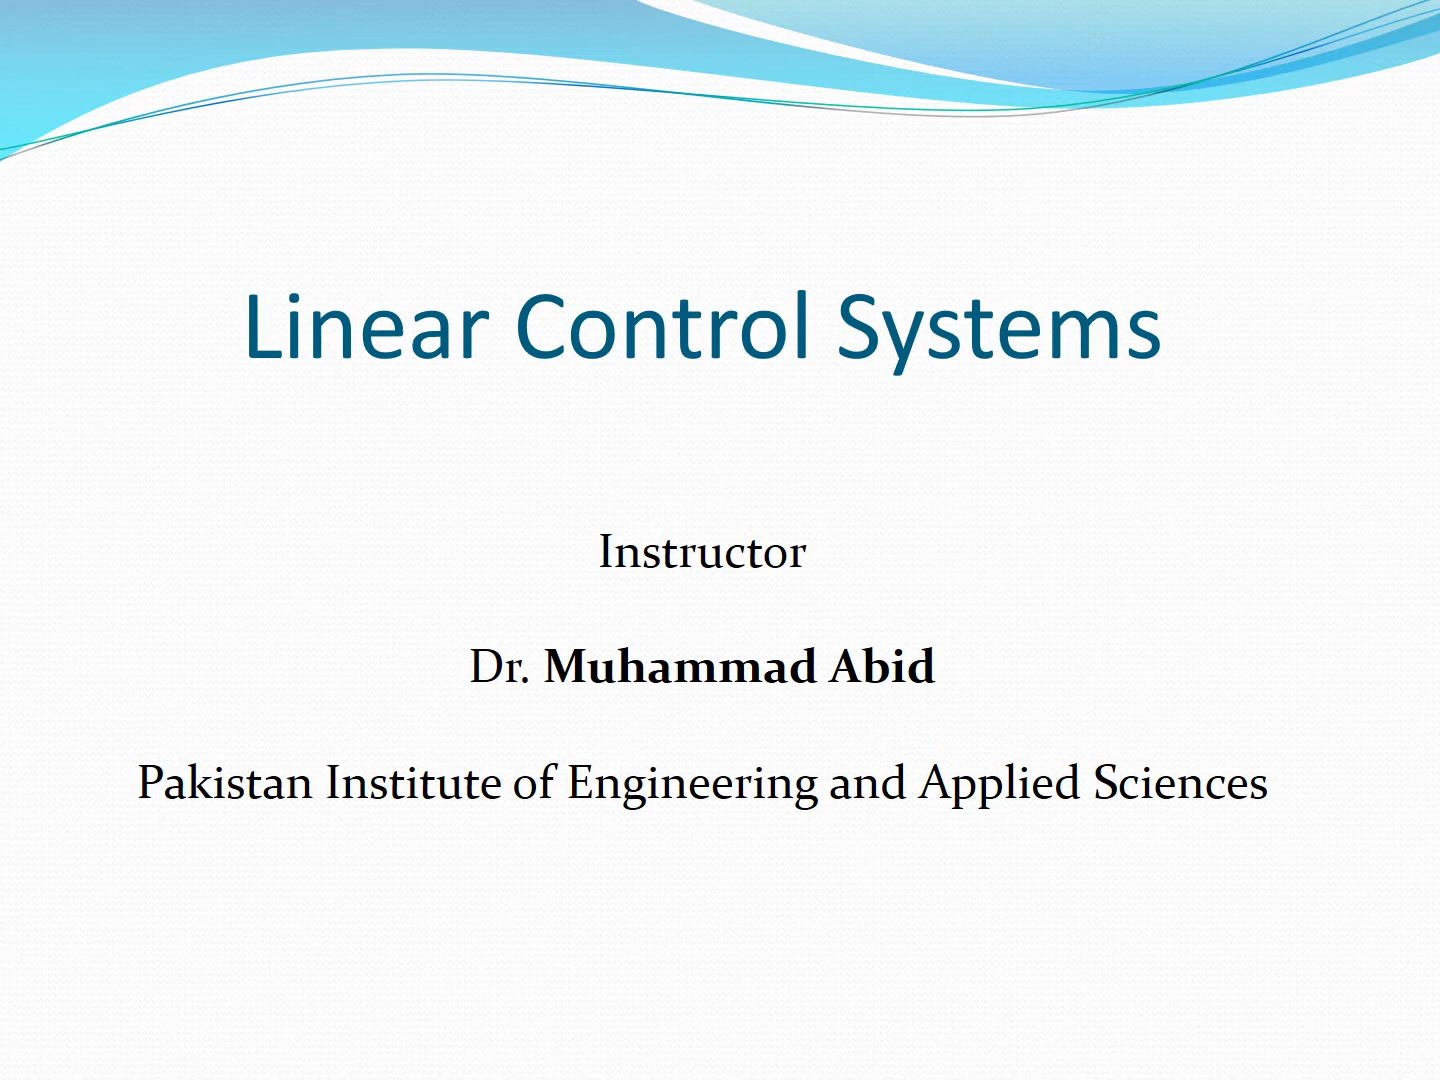 Linear Control Systems
Instructor
Dr. Muhammad Abid
Pakistan Institute of Engineering and Applied Sciences